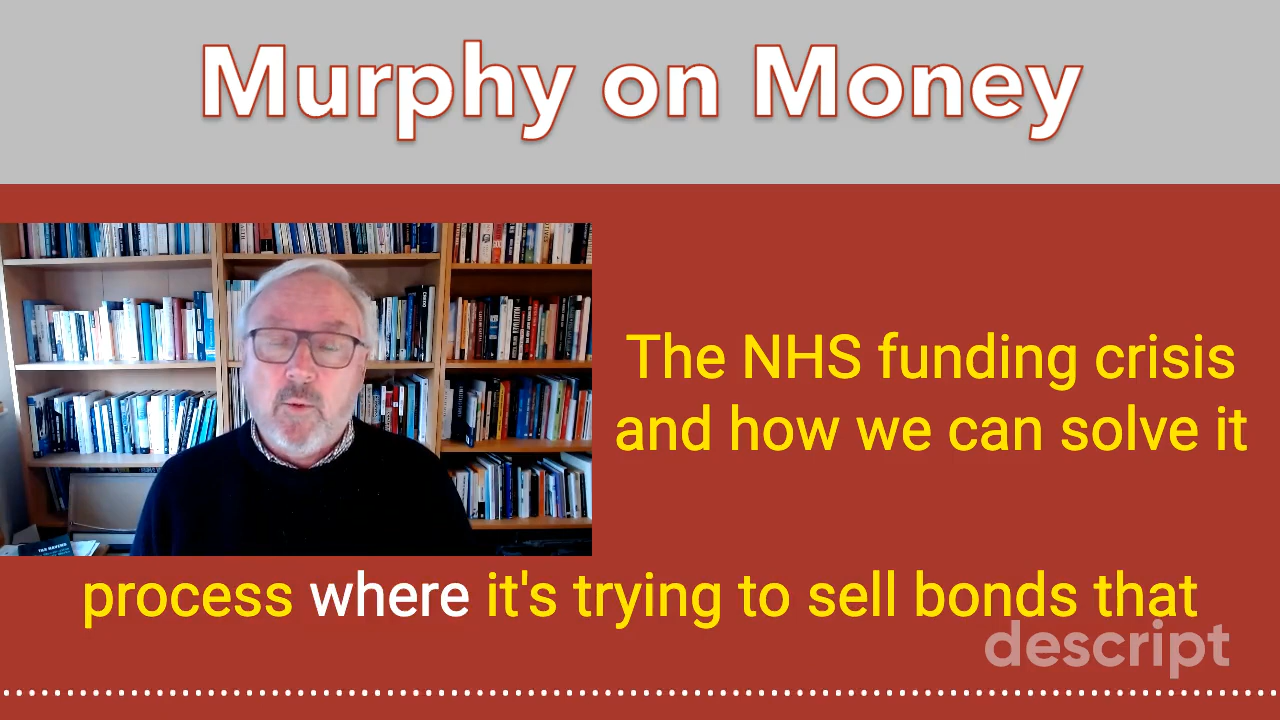 Murphy on Money
The NHS funding crisis
and how we can solve it
process where it's trying to sell bonds that
descript